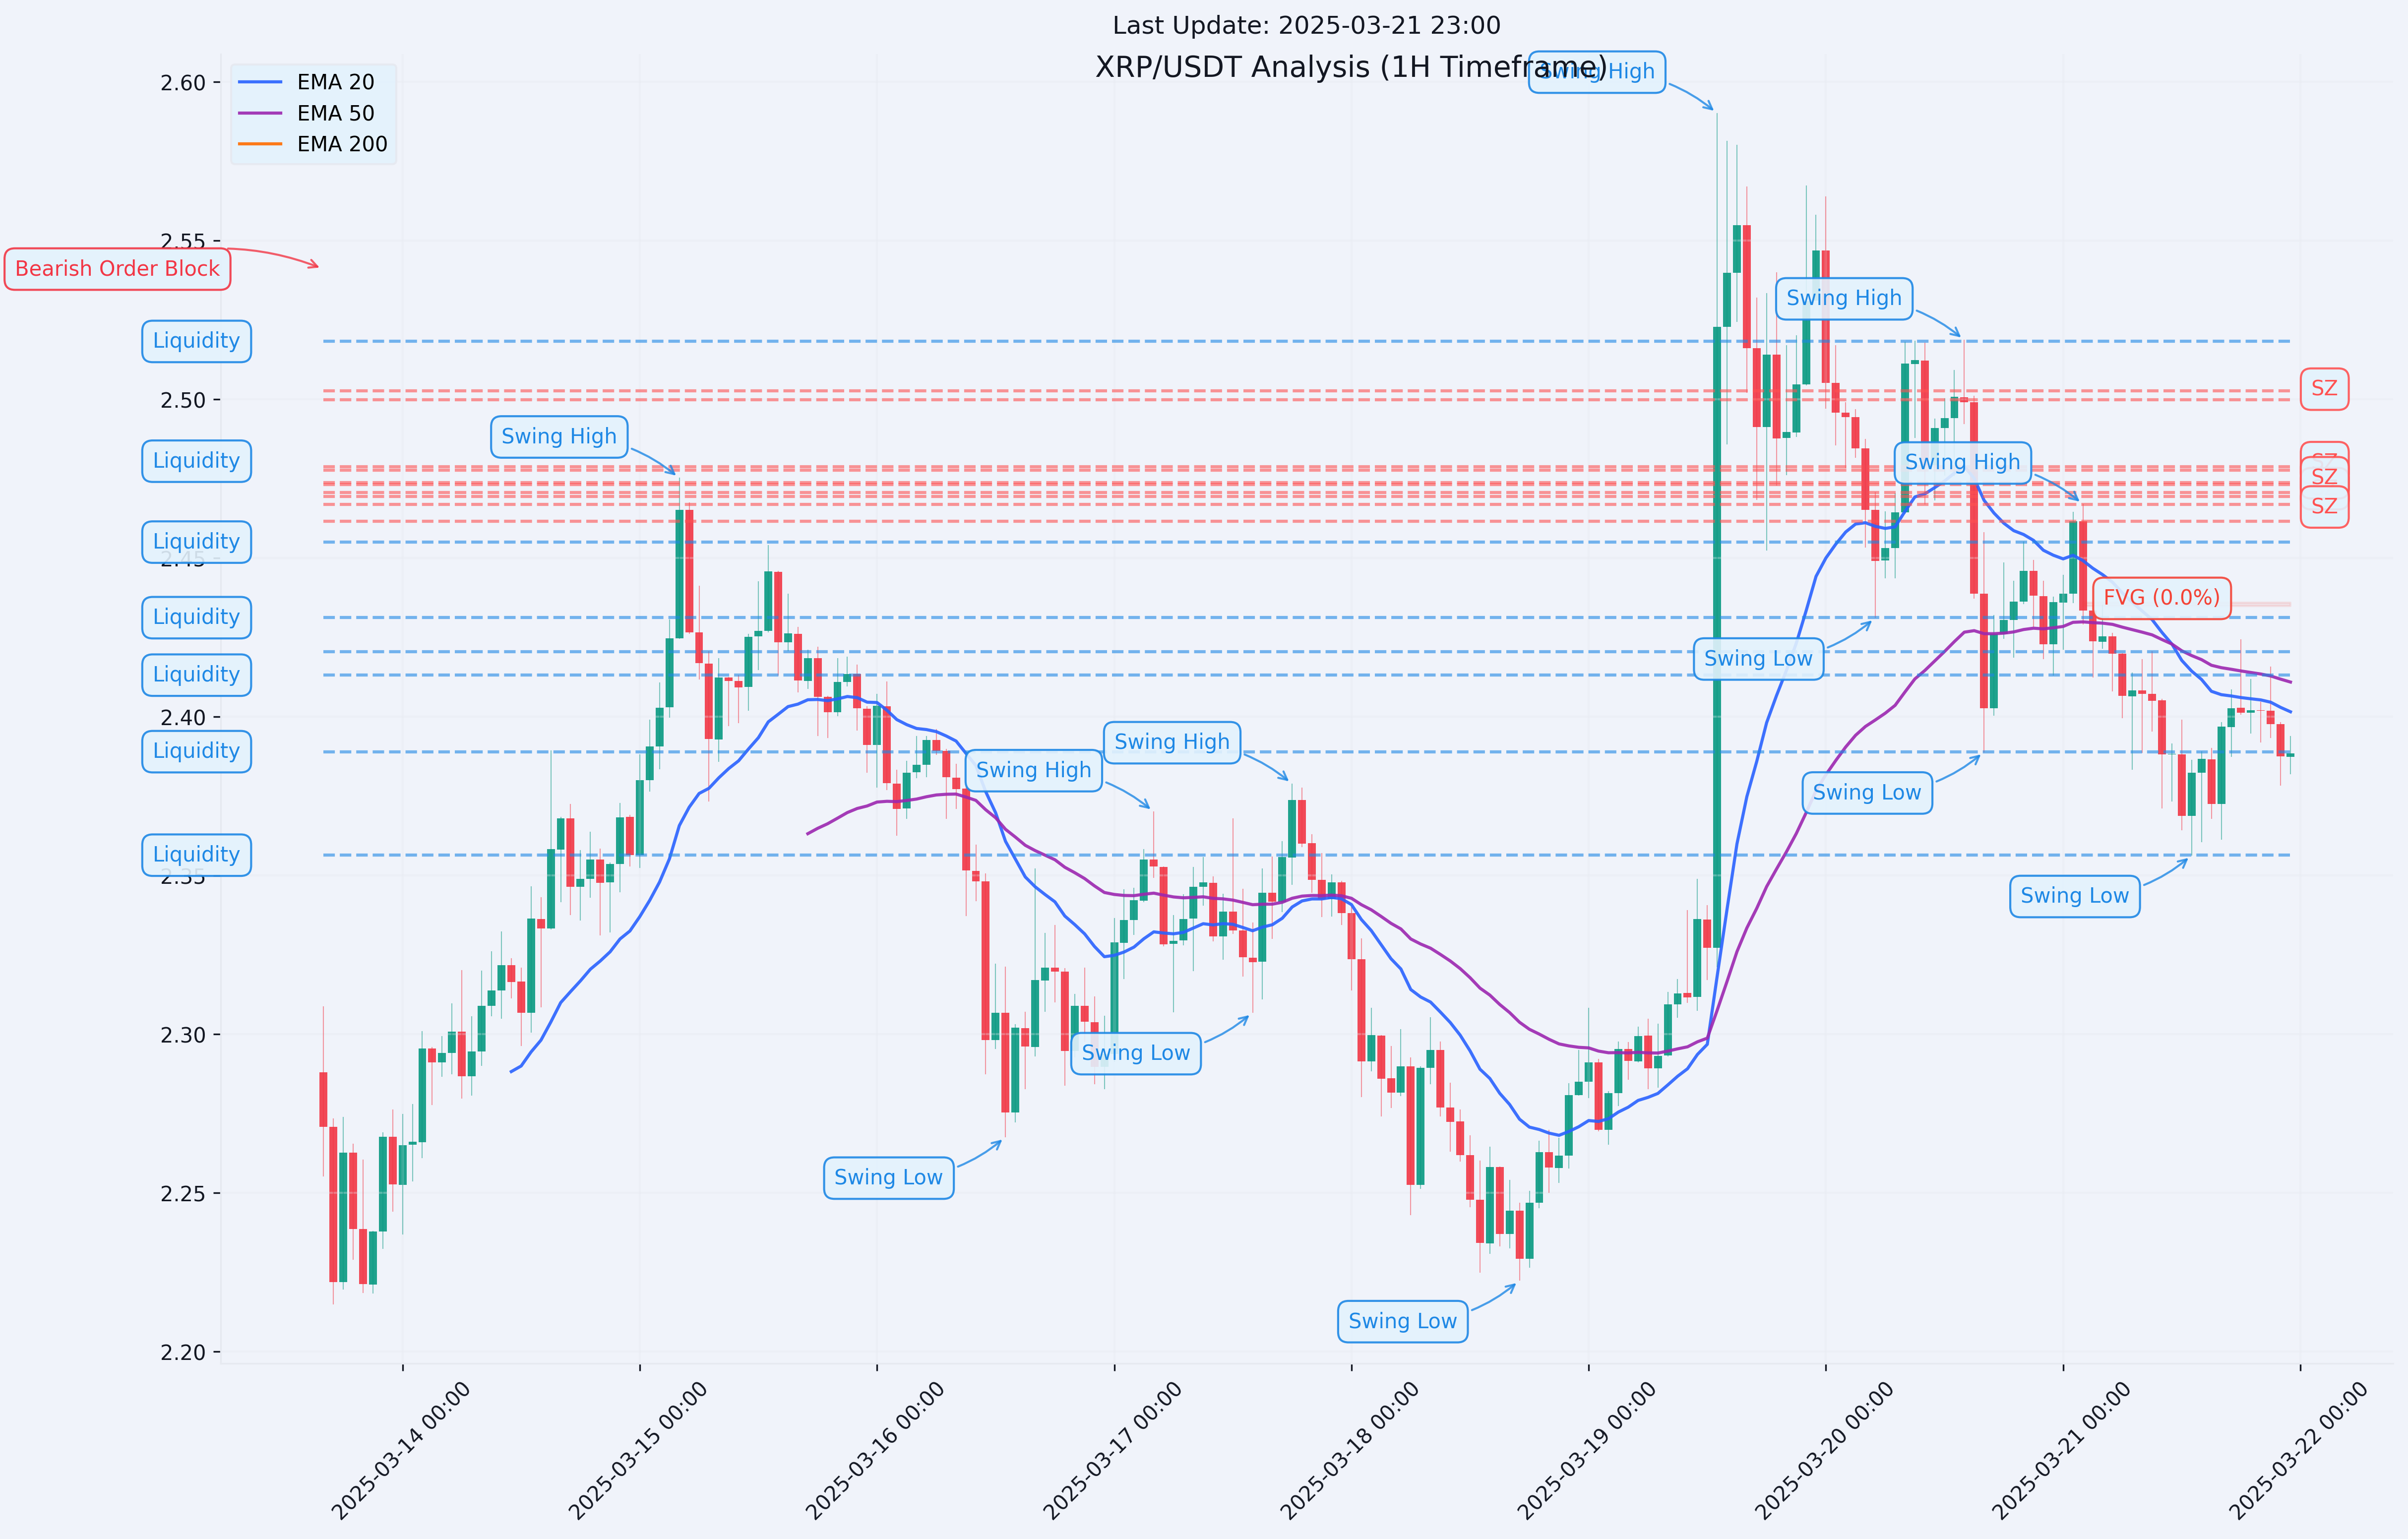 Last Update: 2025-03-21 23:00
XRP/USDT Analysis (1H Timeframe)
EMA 20
EMA 50
EMA 200
2.60
2.55
2.50
2.45
2.40
2.35
2.30
2.25
2.20
Bearish Order Block
Liquidity
Liquidity
Liquidity
Liquidity
Liquidity
Liquidity
Liquidity
Swing High
Swing High
Swing High
Swing High
Swing High
Swing High
Swing Low
Swing Low
Swing Low
Swing Low
Swing Low
Swing Low
FVG (0.0%)
SZ
SZ
SZ
2025-03-14 00:00
2025-03-15 00:00
2025-03-16 00:00
2025-03-17 00:00
2025-03-18 00:00
2025-03-19 00:00
2025-03-20 00:00
2025-03-21 00:00
2025-03-22 00:00